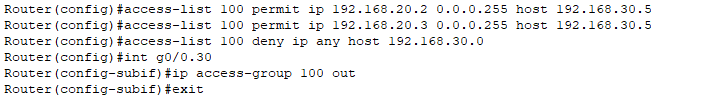 Router(config)#access-list 100 permit ip 192.168.20.2 0.0.0.255 host 192.168.30.5
Router(config)#access-list 100 permit ip 192.168.20.3 0.0.0.255 host 192.168.30.5
Router(config)#access-list 100 deny ip any host 192.168.30.0
Router(config)#int g0/0.30
Router(config-subif)#ip access-group 100 out
Router(config-subif)#exit